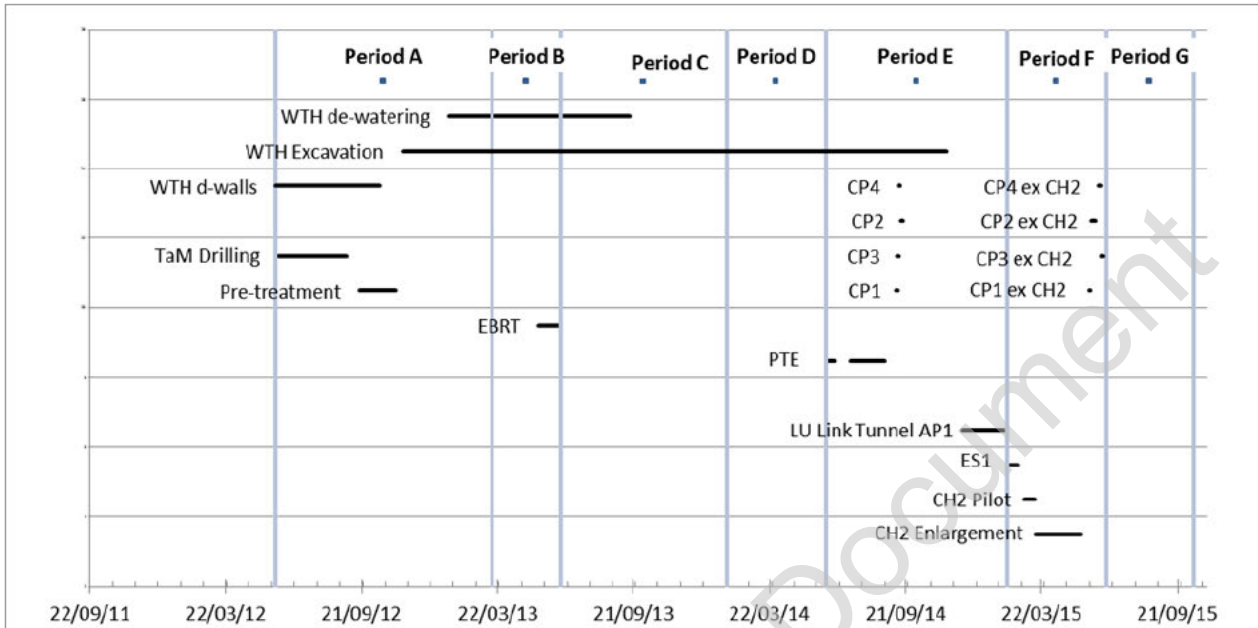 Period A
Period B
Period C
Period D
Period E
Period F
Period G
WTH de-watering
WTH Excavation
WTH d-walls
CP4
CP4 ex CH2
CP2
CP2 ex CH2
TaM Drilling
CP3
CP3 ex CH2
Pre-treatment
CP1
CP1 ex CH2
EBRT
PTE
LU Link Tunnel AP1
ES1
CH2 Pilot
CH2 Enlargement
22/09/11 22/03/12 21/09/12 22/03/13 21/09/13 22/03/14 21/09/14 22/03/15 21/09/15
Document